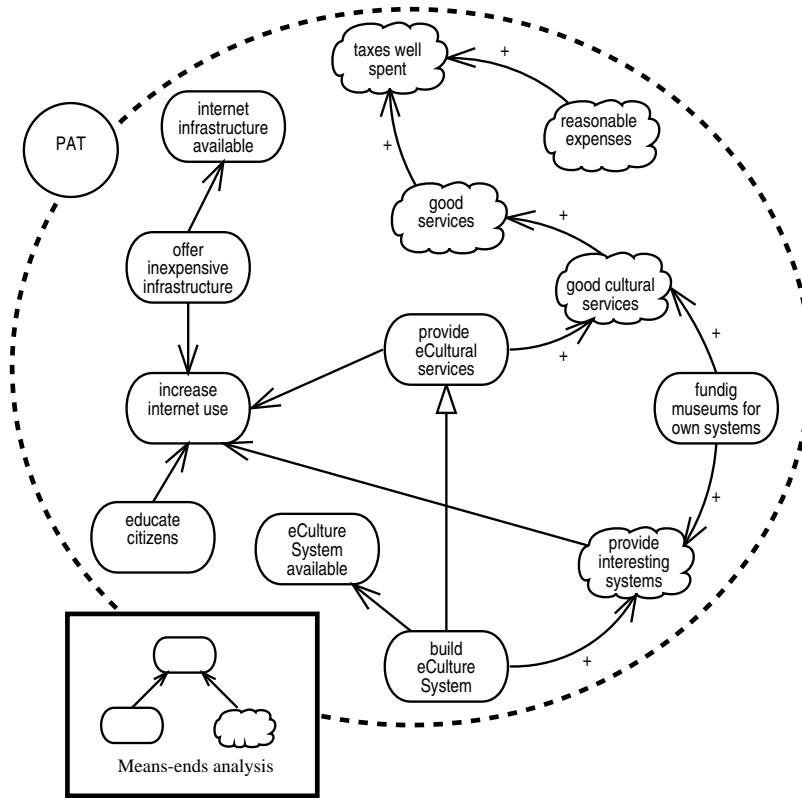 taxes well
spent
+
internet
infrastructure
available
PAT
reasonable
expenses
+
good
services
+
offer
inexpensive
infrastructure
good cultural
services
provide
eCultural
services
+
+
increase
internet use
fundig
museums for
own systems
+
educate
citizens
eCulture
System
available
provide
interesting
systems
build
eCulture
System
+
Means-ends analysis